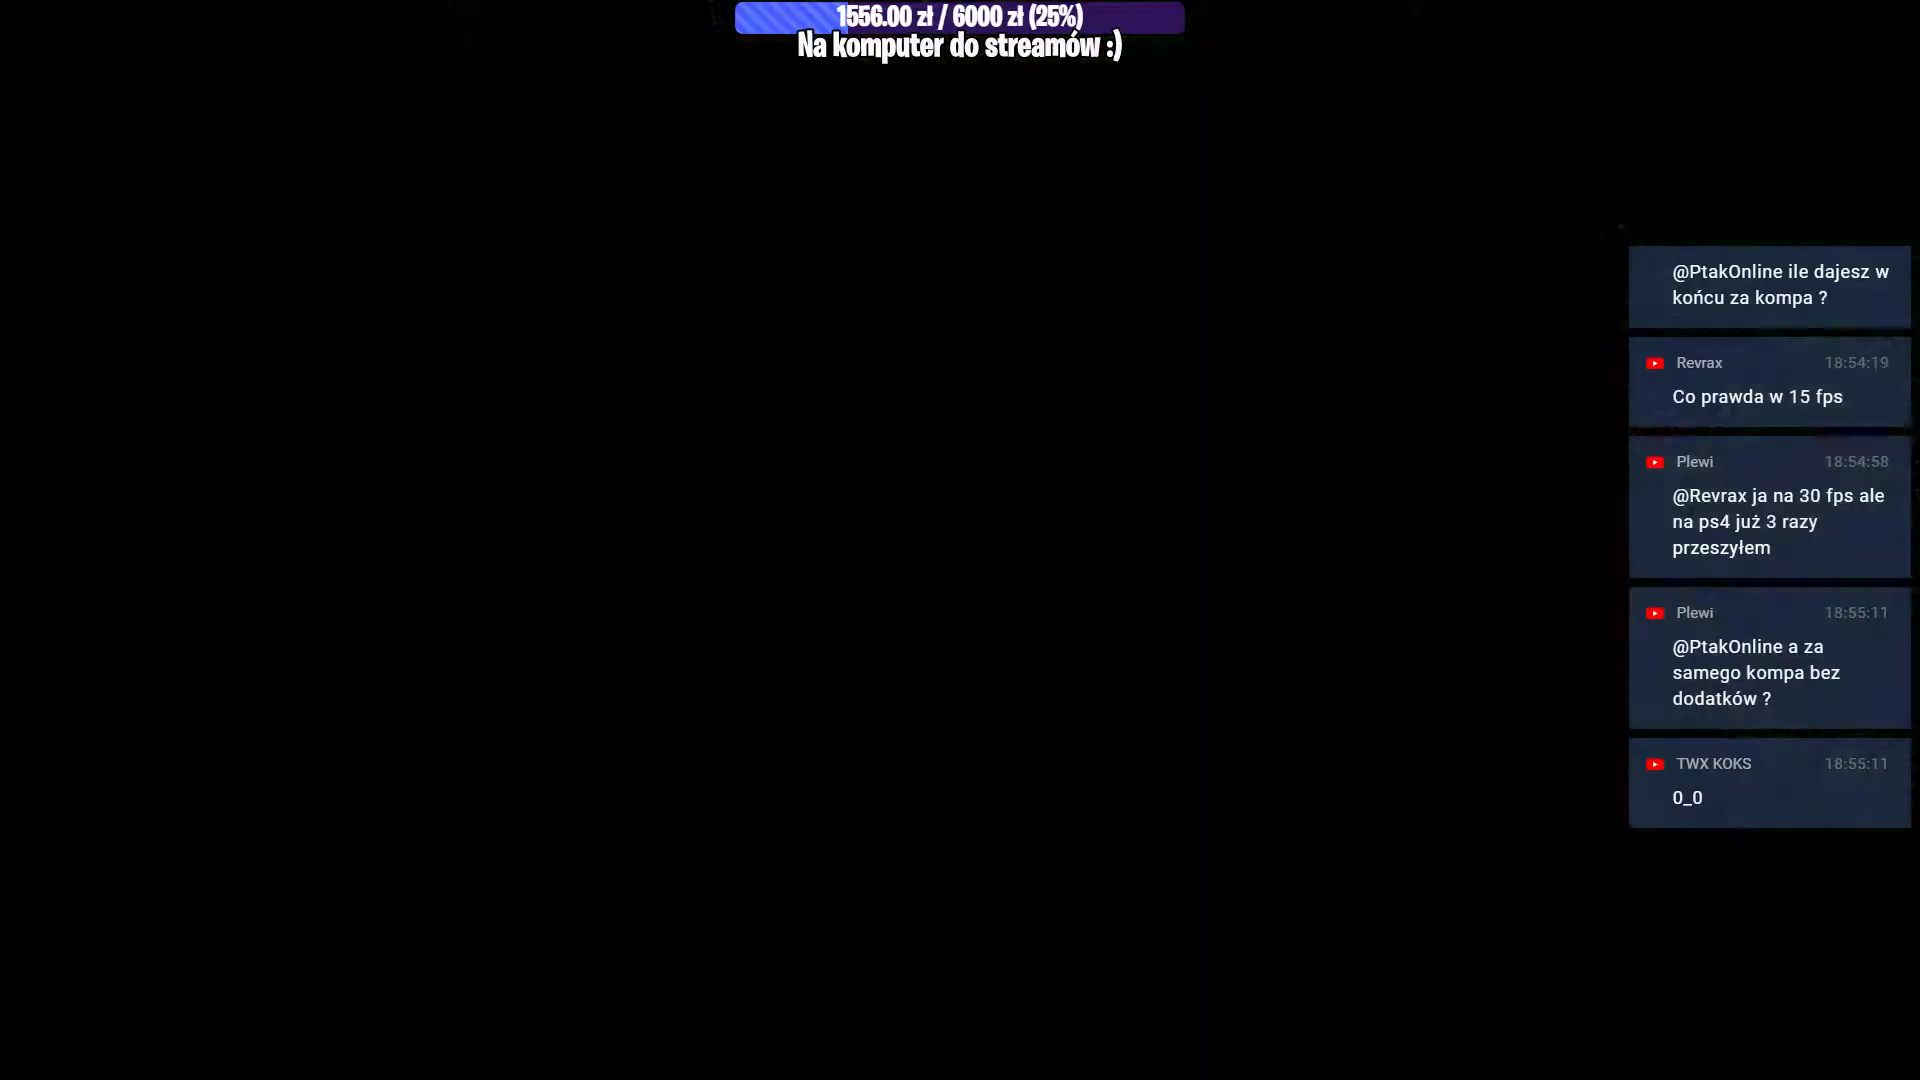 1556.00 zł / 6000 zł (25%)
Na komputer do streamów :)
@PtakOnline ile dajesz w
końcu za kompa ?
Revrax 18:54:19
Co prawda w 15 fps
Plewi 18:54:58
@Revrax ja na 30 fps ale
na ps4 już 3 razy
przeszyłem
Plewi 18:55:11
@PtakOnline a za
samego kompa bez
dodatków ?
TWX KOKS 18:55:11
0_0